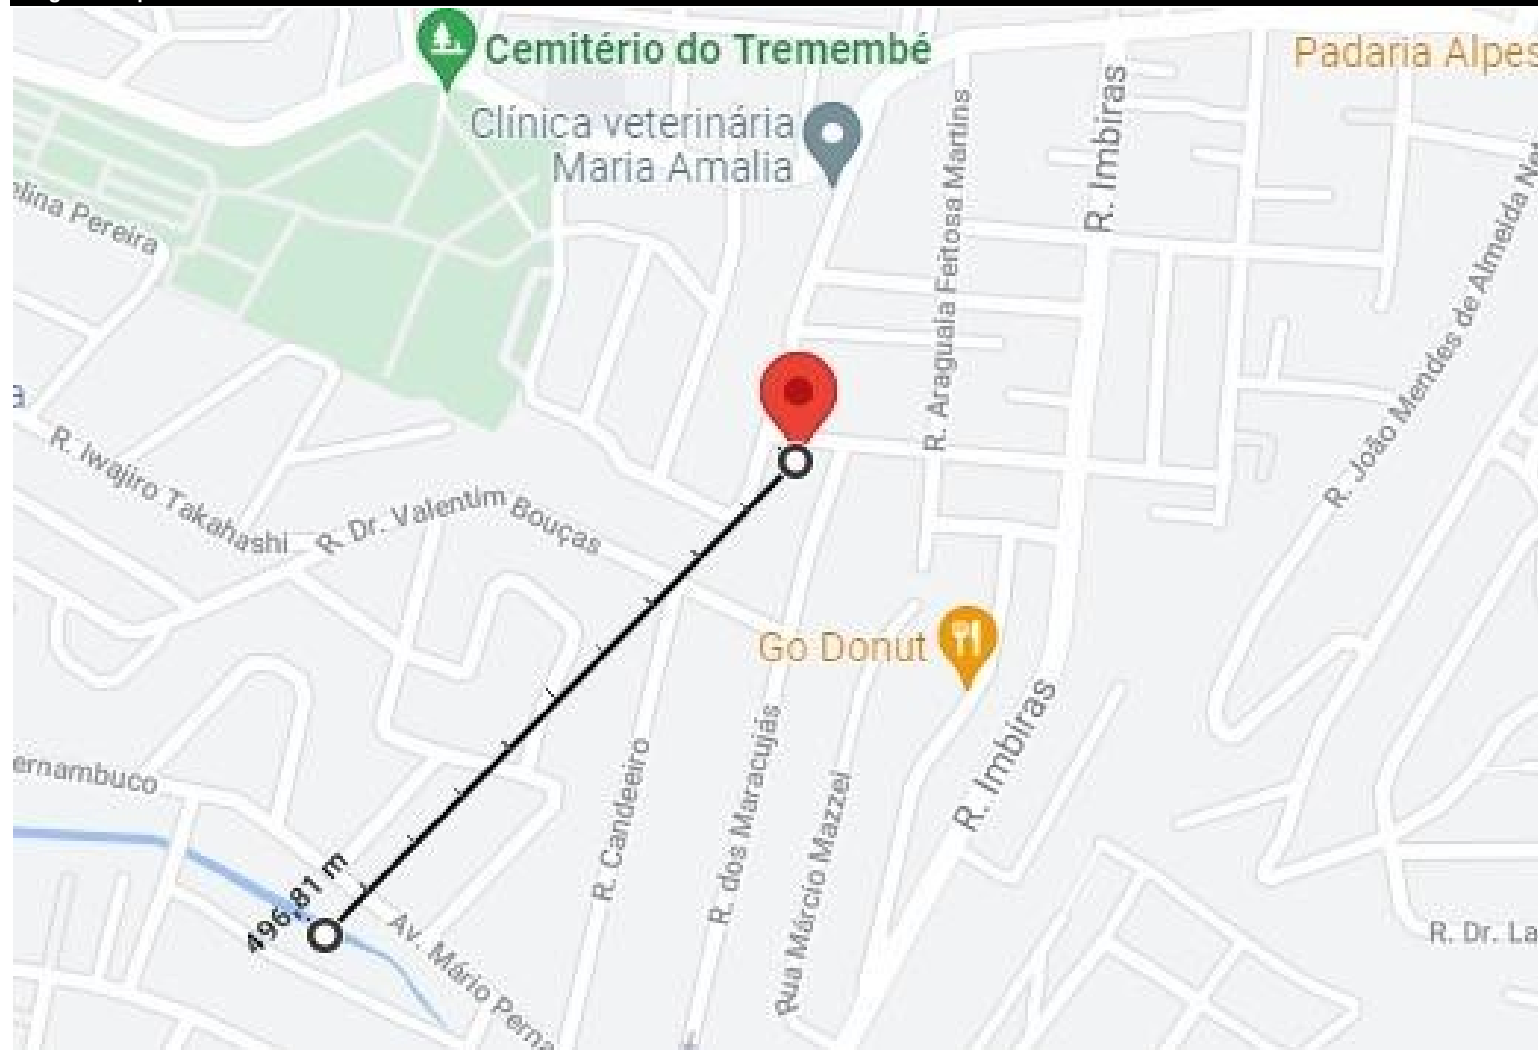 Cemitério do Tremembé
Padaria Alpes
Clínica veterinária
Maria Amalia
R. Imbiras
R. Araguaia Feitosa Martins
R. João Mendes de Almeida
elina Pereira
a
R. Iwajiro Takahashi
R. Dr. Valentim Bouças
Go Donut
R. Imbiras
ernambuco
R. Candeeiro
R. dos Maracujás
Rua Márcio Mazzei
496,81 m
Av. Mário Perna
R. Dr. La